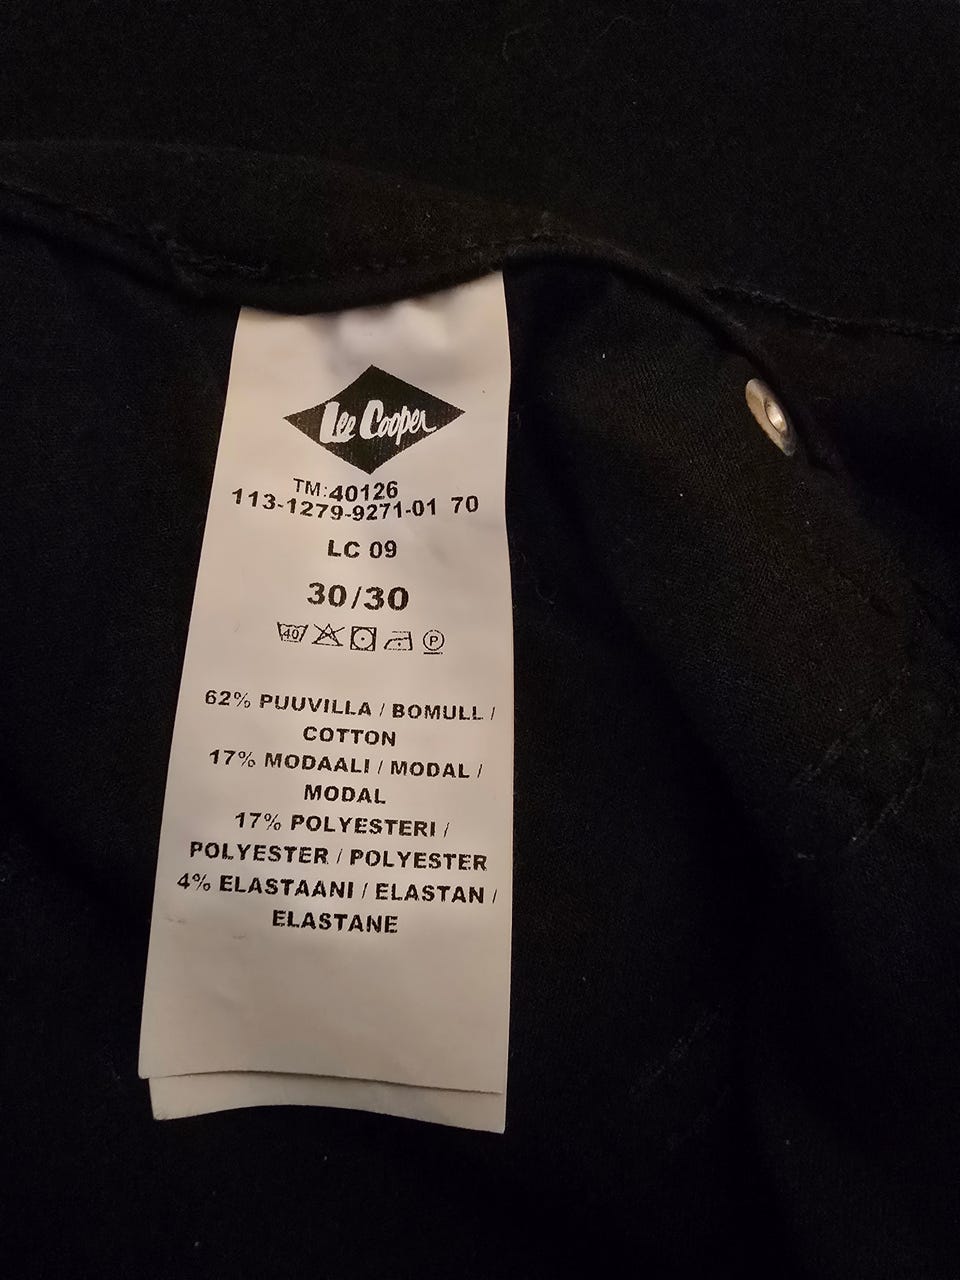 Lee Cooper
TM:40126
113-1279-9271-01 70
LC 09
30/30
40 P
62% PUUVILLA / BOMULL /
COTTON
17% MODAALI / MODAL /
MODAL
17% POLYESTERI /
POLYESTER / POLYESTER
4% ELASTAANI / ELASTAN /
ELASTANE